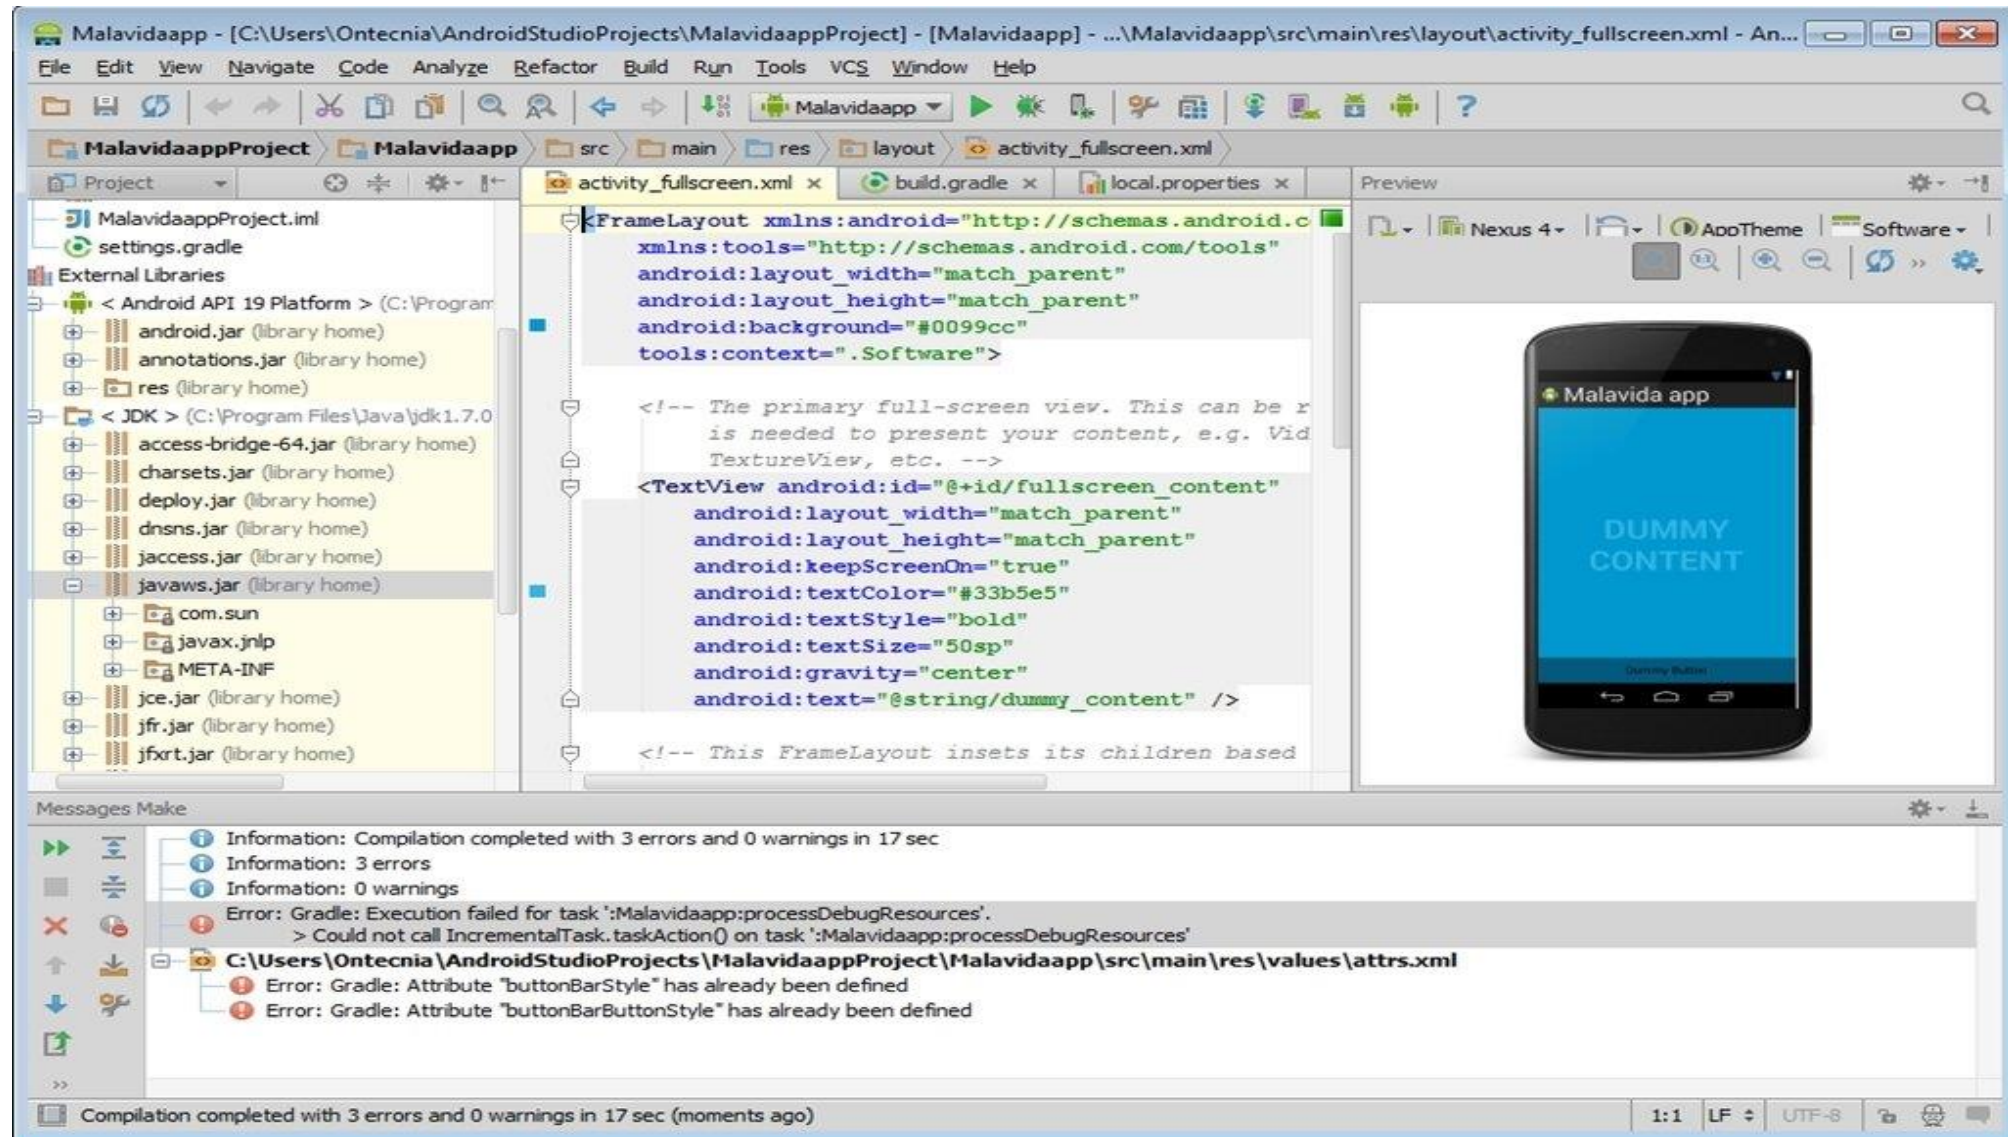 Malavidaapp - [C:\Users\Ontecnia\AndroidStudioProjects\MalavidaappProject] - [Malavidaapp] - ...\Malavidaapp\src\main\res\layout\activity_fullscreen.xml - An...
File Edit View Navigate Code Analyze Refactor Build Run Tools VCS Window Help
Malavidaapp
MalavidaappProject Malavidaapp src main res layout activity_fullscreen.xml
Project
MalavidaappProject.iml
settings.gradle
External Libraries
< Android API 19 Platform > (C:\Program
android.jar (library home)
annotations.jar (library home)
res (library home)
< JDK > (C:\Program Files\Java\jdk1.7.0
access-bridge-64.jar (library home)
charsets.jar (library home)
deploy.jar (library home)
dnsns.jar (library home)
jaccess.jar (library home)
javaws.jar (library home)
com.sun
javax.jnlp
META-INF
jce.jar (library home)
jfr.jar (library home)
jfxrt.jar (library home)
activity_fullscreen.xml build.gradle local.properties
<FrameLayout xmlns:android="http://schemas.android.c
xmlns:tools="http://schemas.android.com/tools"
android:layout_width="match_parent"
android:layout_height="match_parent"
android:background="#0099cc"
tools:context=".Software">
<!-- The primary full-screen view. This can be r
is needed to present your content, e.g. Vid
TextureView, etc. -->
<TextView android:id="@+id/fullscreen_content"
android:layout_width="match_parent"
android:layout_height="match_parent"
android:keepScreenOn="true"
android:textColor="#33b5e5"
android:textStyle="bold"
android:textSize="50sp"
android:gravity="center"
android:text="@string/dummy_content" />
<!-- This FrameLayout insets its children based
Preview
Nexus 4 AppTheme Software
Malavida app
DUMMY
CONTENT
Dummy Button
Messages Make
Information: Compilation completed with 3 errors and 0 warnings in 17 sec
Information: 3 errors
Information: 0 warnings
Error: Gradle: Execution failed for task ':Malavidaapp:processDebugResources'.
> Could not call IncrementalTask.taskAction() on task ':Malavidaapp:processDebugResources'
C:\Users\Ontecnia\AndroidStudioProjects\MalavidaappProject\Malavidaapp\src\main\res\values\attrs.xml
Error: Gradle: Attribute "buttonBarStyle" has already been defined
Error: Gradle: Attribute "buttonBarButtonStyle" has already been defined
Compilation completed with 3 errors and 0 warnings in 17 sec (moments ago)
1:1 LF UTF-8